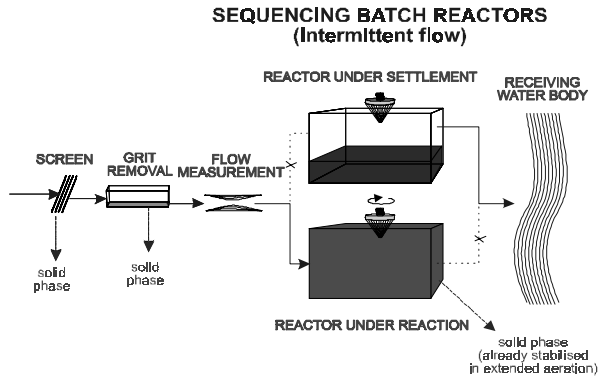 SEQUENCING BATCH REACTORS
(Intermittent flow)
REACTOR UNDER SETTLEMENT
RECEIVING
WATER BODY
SCREEN
GRIT
REMOVAL
FLOW
MEASUREMENT
X
X
solid
phase
solid
phase
REACTOR UNDER REACTION
solid phase
(already stabilised
in extended aeration)